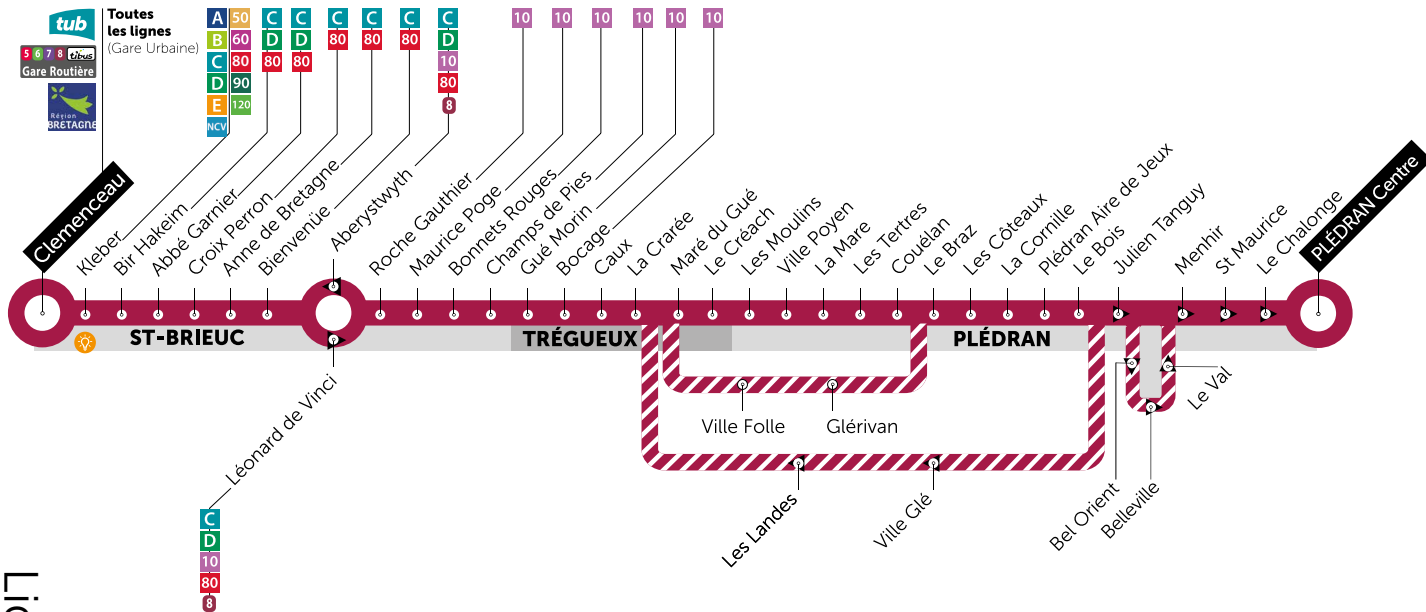 tub
Toutes
les lignes
(Gare Urbaine)
5 6 7 8 tibus
Gare Routière
Région
BRETAGNE
A 50
B 60
C 80
D 90
E 120
NCV
C
D
80
C
D
80
C
80
C
80
C
80
C
D
10
80
8
10
10
10
10
10
10
Clemenceau
Kleber
Bir Hakeim
Abbé Garnier
Croix Perron
Anne de Bretagne
Bienvenüe
Aberystwyth
Roche Gauthier
Maurice Poge
Bonnets Rouges
Champs de Pies
Gué Morin
Bocage
Caux
La Crarée
Maré du Gué
Le Créach
Les Moulins
Ville Poyen
La Mare
Les Tertres
Couëlan
Le Braz
Les Côteaux
La Cornille
Plédran Aire de Jeux
Le Bois
Julien Tanguy
Menhir
St Maurice
Le Chalonge
PLÉDRAN Centre
ST-BRIEUC
TRÉGUEUX
PLÉDRAN
Léonard de Vinci
Ville Folle
Glérivan
Les Landes
Ville Glé
Bel Orient
Belleville
Le Val
C
D
10
80
8